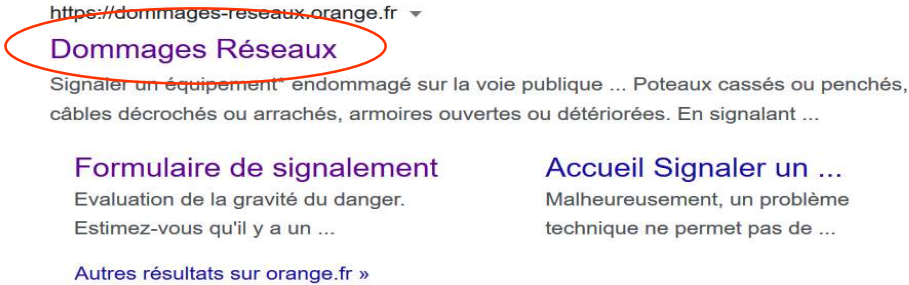 https://dommages-reseaux.orange.fr
Dommages Réseaux
Signaler un équipement* endommagé sur la voie publique ... Poteaux cassés ou penchés,
câbles décrochés ou arrachés, armoires ouvertes ou détériorées. En signalant ...
Formulaire de signalement
Evaluation de la gravité du danger.
Estimez-vous qu'il y a un ...
Accueil Signaler un ...
Malheureusement, un problème
technique ne permet pas de ...
Autres résultats sur orange.fr »